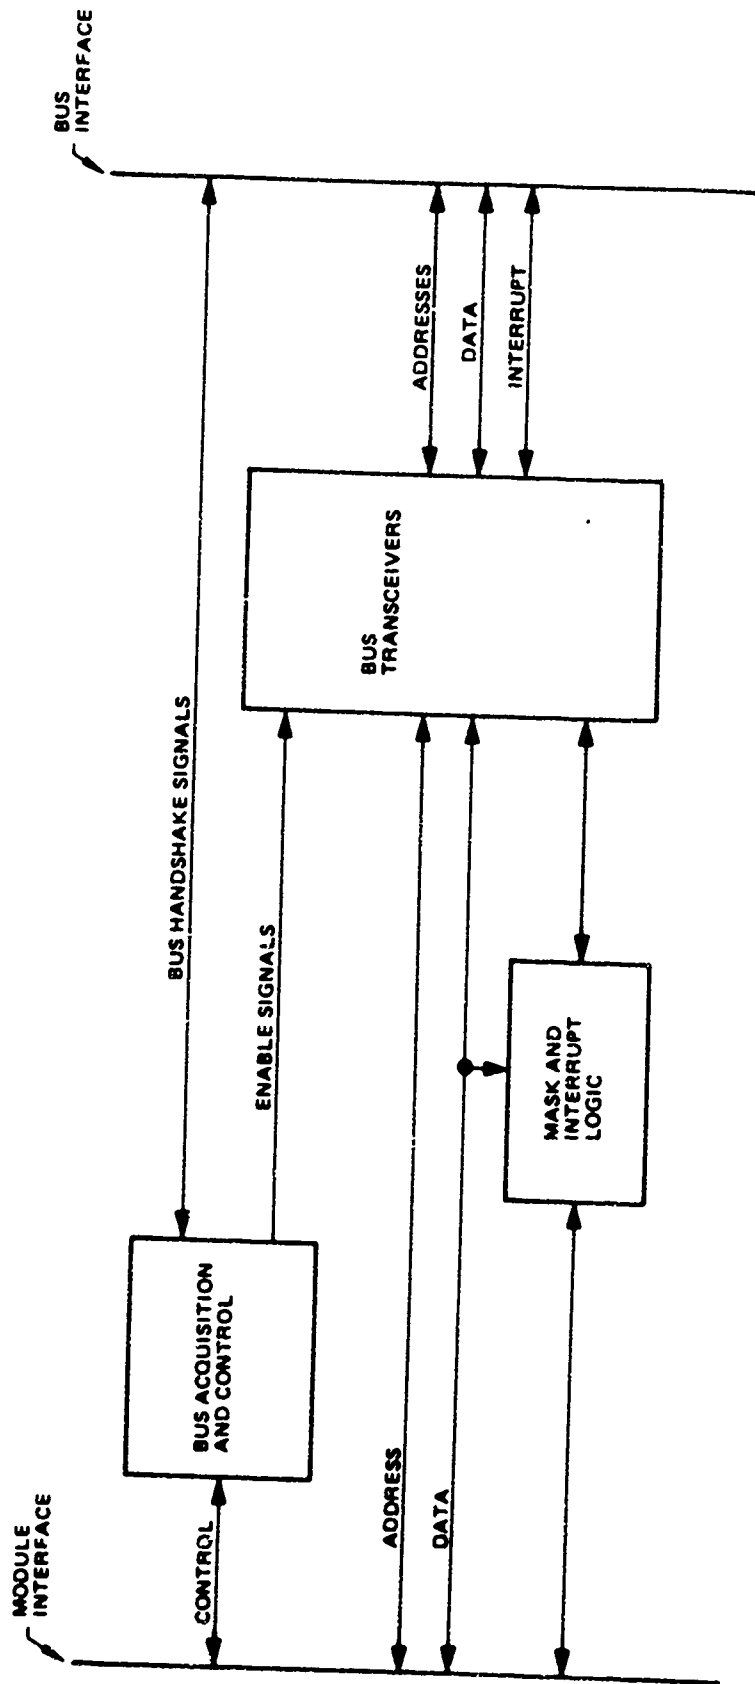 MODULE
INTERFACE
BUS
INTERFACE
CONTROL
BUS ACQUISITION
AND CONTROL
BUS HANDSHAKE SIGNALS
ENABLE SIGNALS
ADDRESS
DATA
BUS
TRANSCEIVERS
ADDRESSES
DATA
INTERRUPT
MASK AND
INTERRUPT
LOGIC